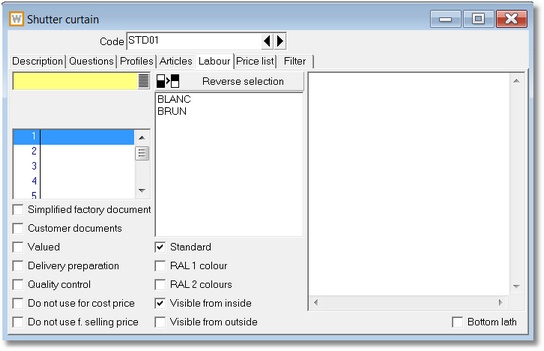 W Shutter curtain
Code STD01
Description Questions Profiles Articles Labour Price list Filter
Reverse selection
BLANC
BRUN
1
2
3
4
5
Simplified factory document
Customer documents
Valued Standard
Delivery preparation RAL 1 colour
Quality control RAL 2 colours
Do not use for cost price Visible from inside
Do not use f. selling price Visible from outside Bottom lath